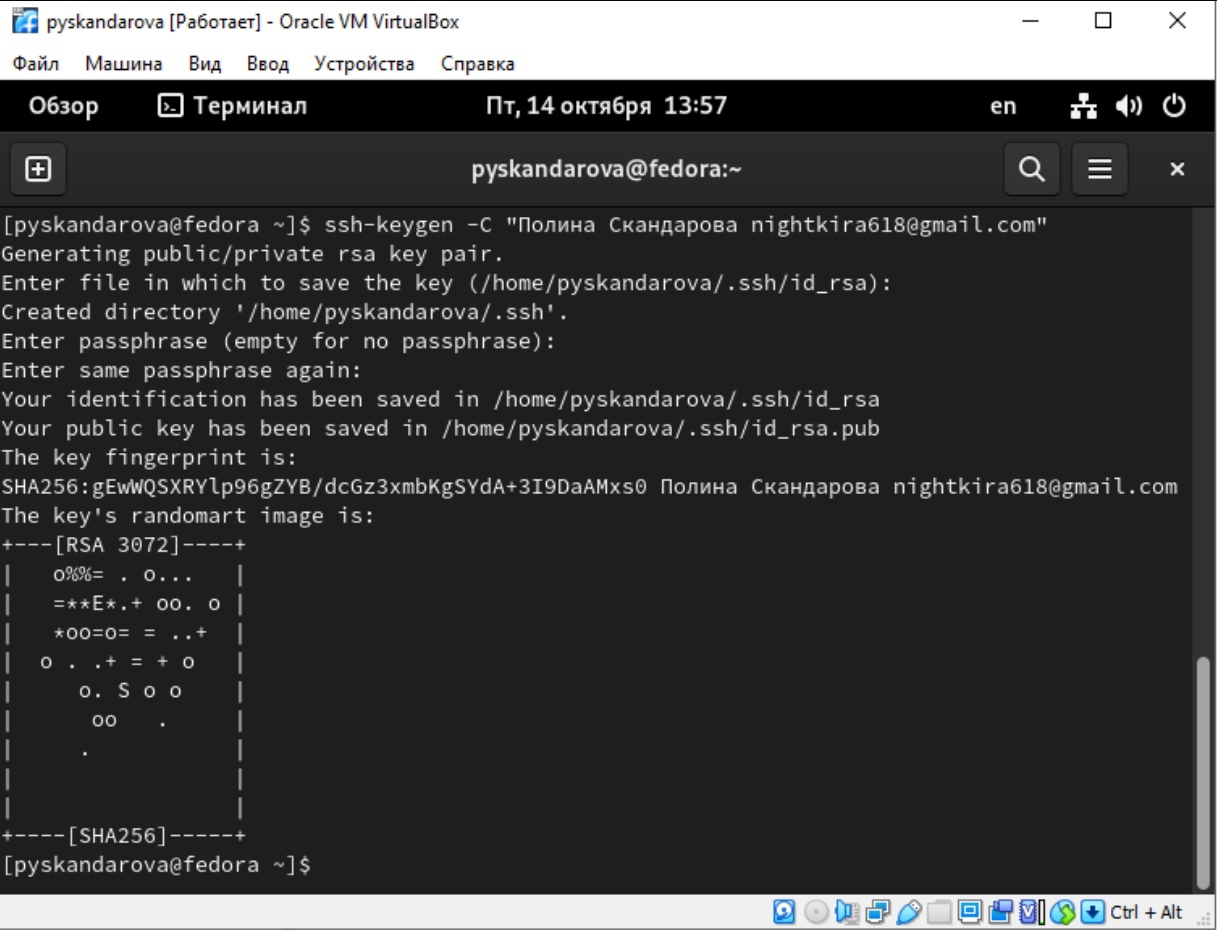 pyskandarova [Работает] - Oracle VM VirtualBox
Файл Машина Вид Ввод Устройства Справка
Обзор Терминал Пт, 14 октября 13:57 en
pyskandarova@fedora:~
[pyskandarova@fedora ~]$ ssh-keygen -C "Полина Скандарова nightkira618@gmail.com"
Generating public/private rsa key pair.
Enter file in which to save the key (/home/pyskandarova/.ssh/id_rsa):
Created directory '/home/pyskandarova/.ssh'.
Enter passphrase (empty for no passphrase):
Enter same passphrase again:
Your identification has been saved in /home/pyskandarova/.ssh/id_rsa
Your public key has been saved in /home/pyskandarova/.ssh/id_rsa.pub
The key fingerprint is:
SHA256:gEwWQSXRYlp96gZYB/dcGz3xmbKgSYdA+3I9DaAMxs0 Полина Скандарова nightkira618@gmail.com
The key's randomart image is:
+---[RSA 3072]----+
|   o%%= . o...   |
|   =**E*.+ oo. o |
|   *oo=o= = ..+  |
|  o . .+ = + o   |
|     o. S o o    |
|      oo   .     |
|     .           |
|                 |
|                 |
+----[SHA256]-----+
[pyskandarova@fedora ~]$
Ctrl + Alt